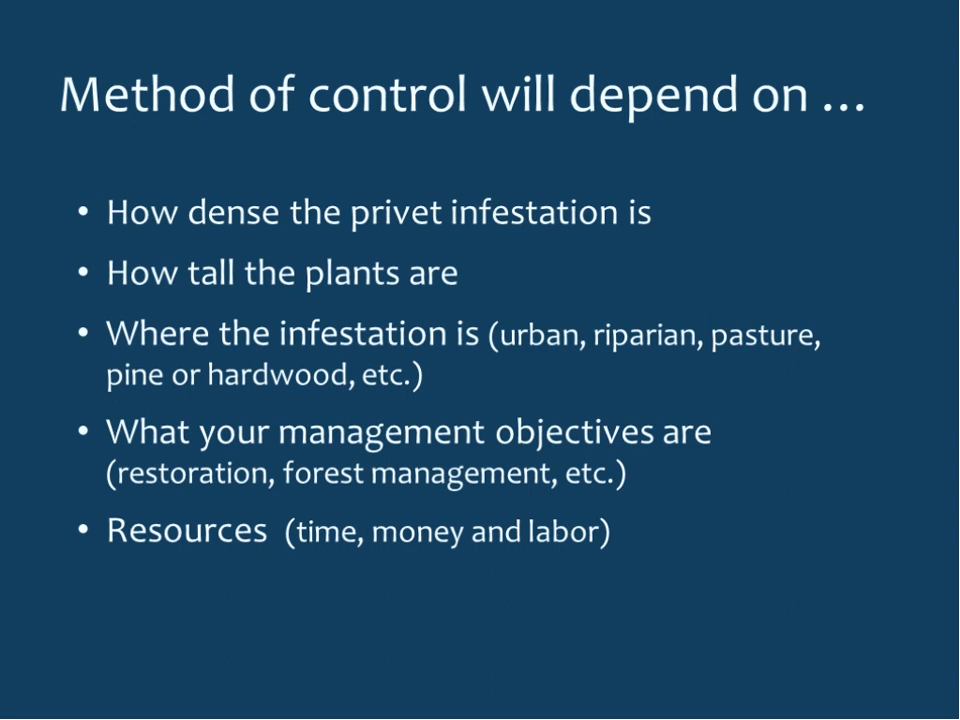 Method of control will depend on …
• How dense the privet infestation is
• How tall the plants are
• Where the infestation is (urban, riparian, pasture,
pine or hardwood, etc.)
• What your management objectives are
(restoration, forest management, etc.)
• Resources (time, money and labor)